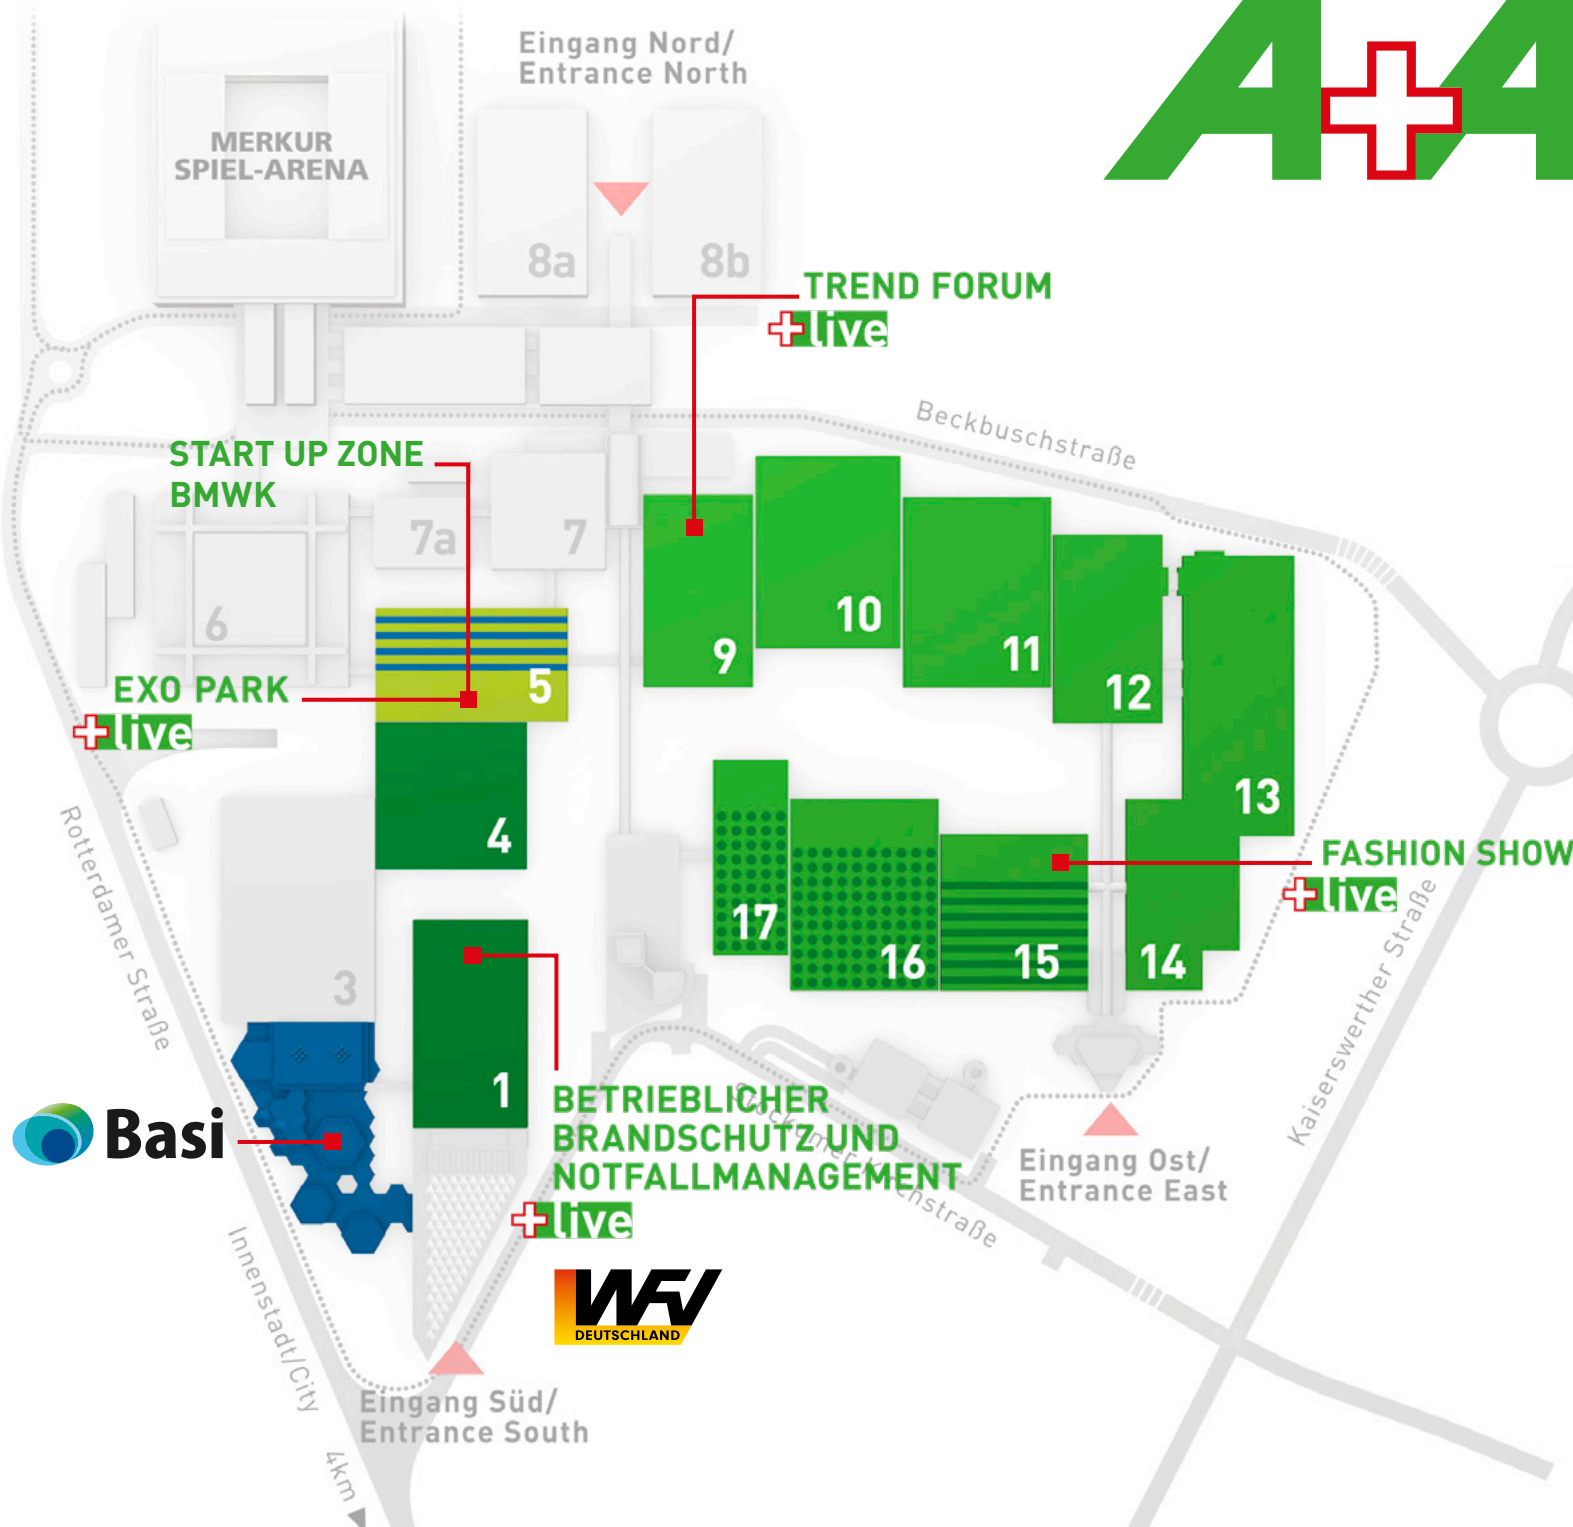 A+A
Eingang Nord/
Entrance North
MERKUR
SPIEL-ARENA
8a
8b
TREND FORUM
+live
Beckbuschstraße
START UP ZONE
BMWK
7a
7
6
9
10
11
12
13
5
EXO PARK
+live
4
3
17
16
15
14
FASHION SHOW
+live
Rotterdamer Straße
Kaiserswerther Straße
1
Basi
BETRIEBLICHER
BRANDSCHUTZ UND
NOTFALLMANAGEMENT
+live
Stockumer Kirchstraße
Eingang Ost/
Entrance East
WFV
DEUTSCHLAND
Innenstadt/City
4km
Eingang Süd/
Entrance South